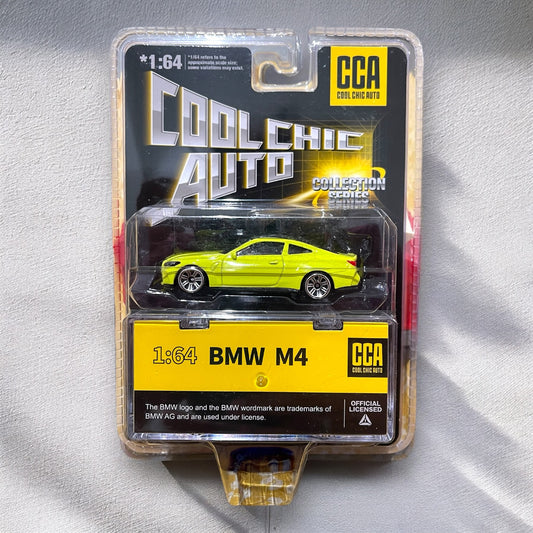 *1:64
*1/64 refers to the
approximate scale size;
some variations may exist.
CCA
COOL CHIC AUTO
COOL CHIC
AUTO
COLLECTION
SERIES
1:64 BMW M4
CCA
COOL CHIC AUTO
The BMW logo and the BMW wordmark are trademarks of
BMW AG and are used under license.
OFFICIAL
LICENSED